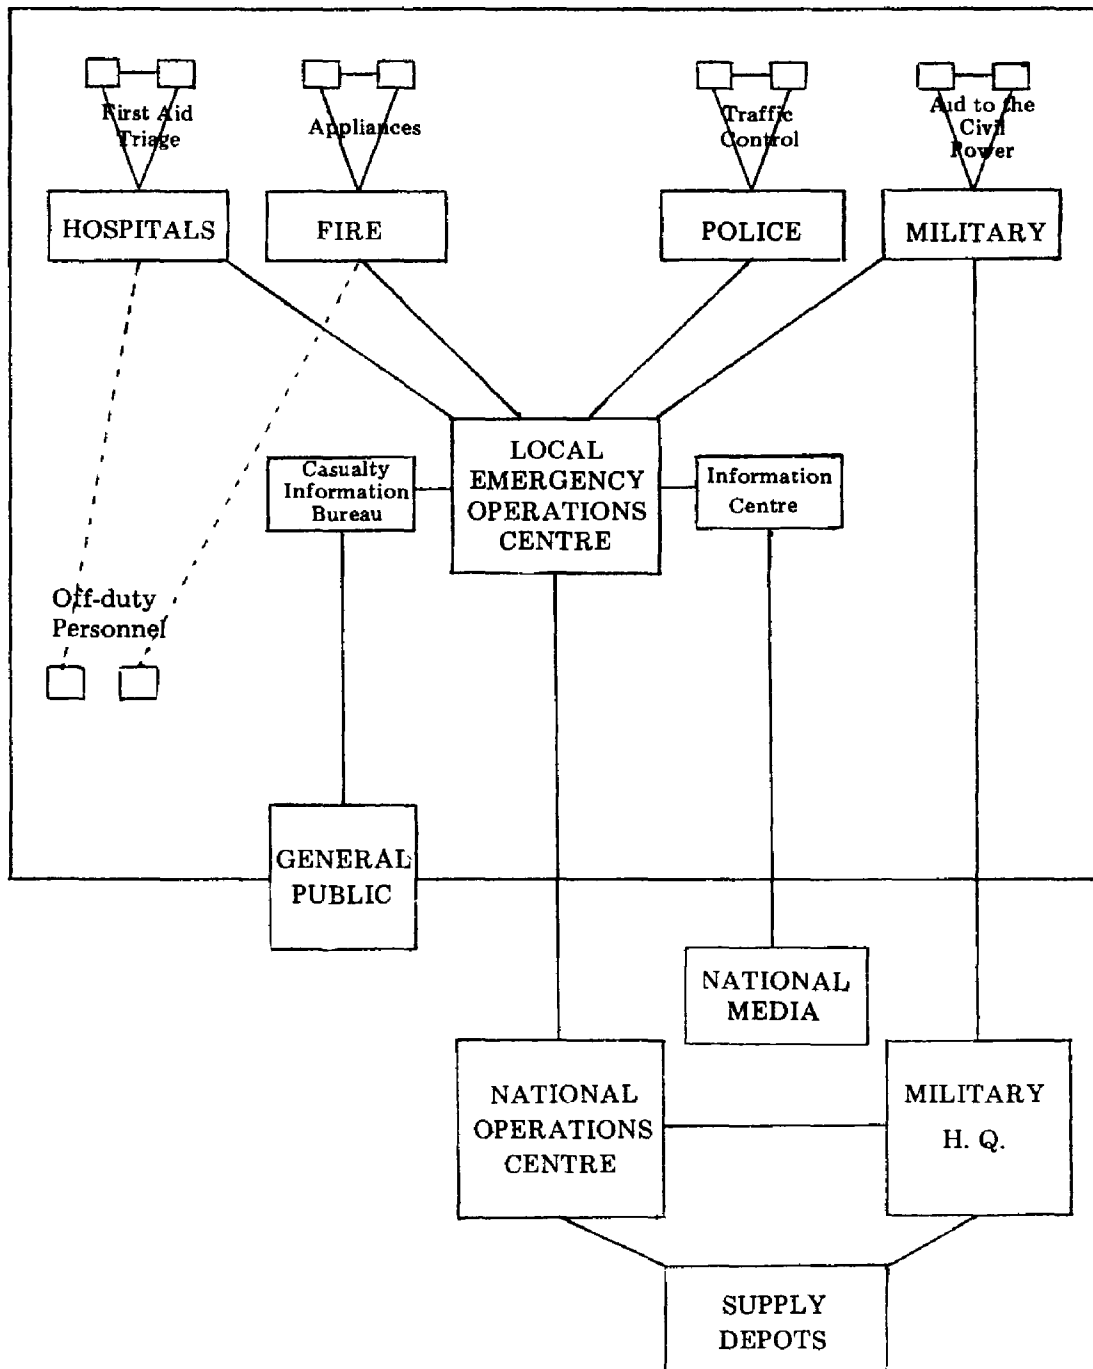 First Aid
Triage
Appliances
Traffic
Control
Aid to the
Civil
Power
HOSPITALS
FIRE
POLICE
MILITARY
LOCAL
EMERGENCY
OPERATIONS
CENTRE
Casualty
Information
Bureau
Information
Centre
Off-duty
Personnel
GENERAL
PUBLIC
NATIONAL
MEDIA
NATIONAL
OPERATIONS
CENTRE
MILITARY
H. Q.
SUPPLY
DEPOTS